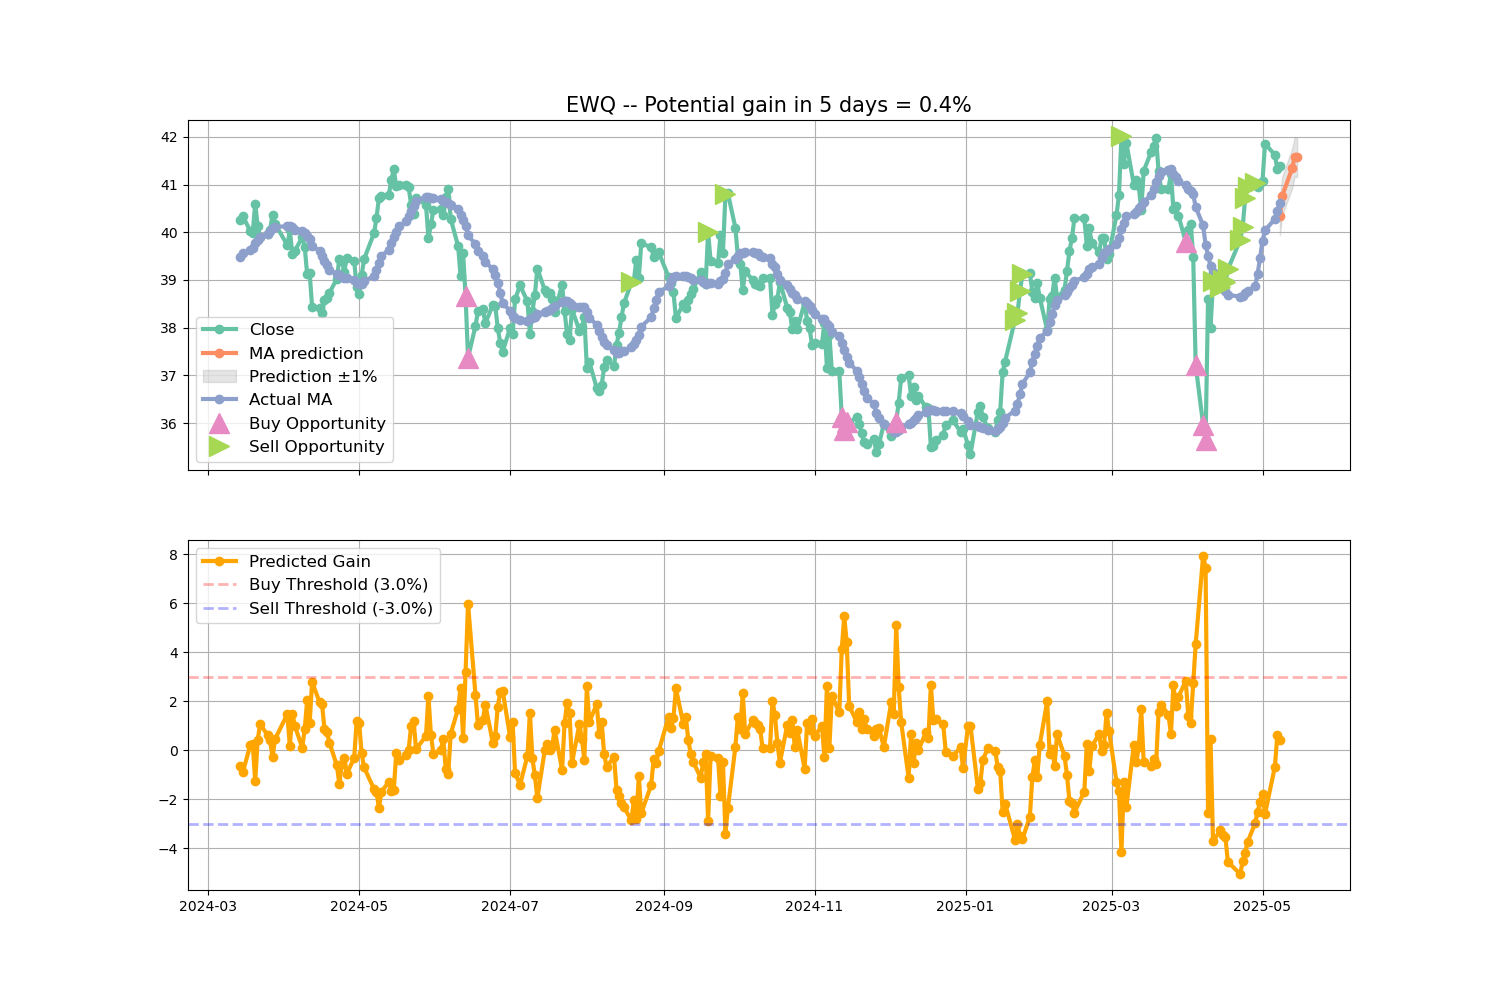 EWQ -- Potential gain in 5 days = 0.4%
42
41
40
39
38
37
36
Close
MA prediction
Prediction ±1%
Actual MA
Buy Opportunity
Sell Opportunity
8
6
4
2
0
−2
−4
Predicted Gain
Buy Threshold (3.0%)
Sell Threshold (-3.0%)
2024-03 2024-05 2024-07 2024-09 2024-11 2025-01 2025-03 2025-05